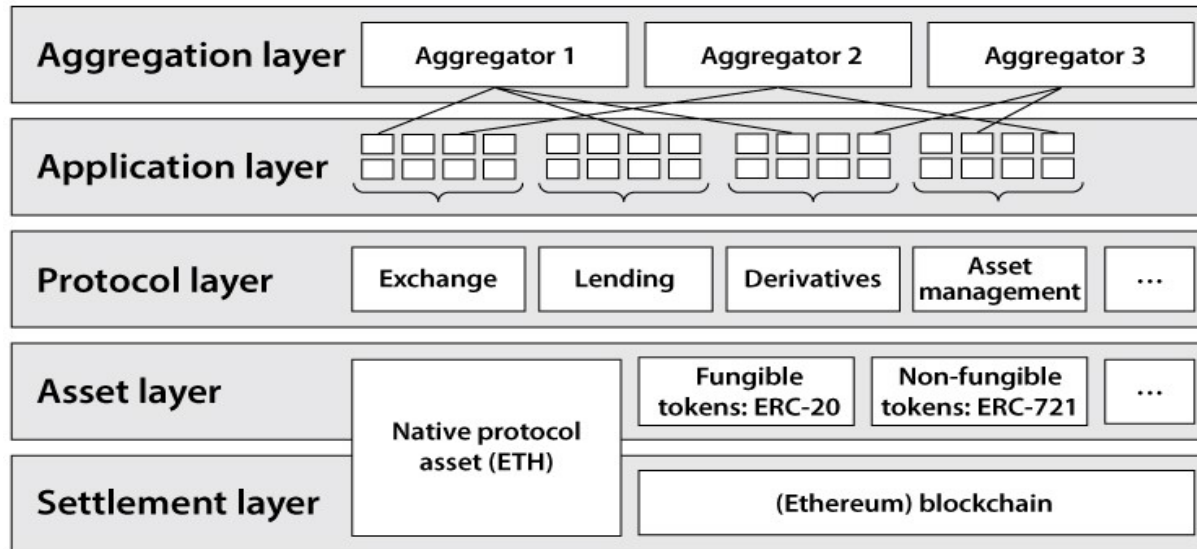 Aggregation layer
Aggregator 1
Aggregator 2
Aggregator 3
Application layer
Protocol layer
Exchange
Lending
Derivatives
Asset
management
...
Asset layer
Native protocol
asset (ETH)
Fungible
tokens: ERC-20
Non-fungible
tokens: ERC-721
...
Settlement layer
(Ethereum) blockchain